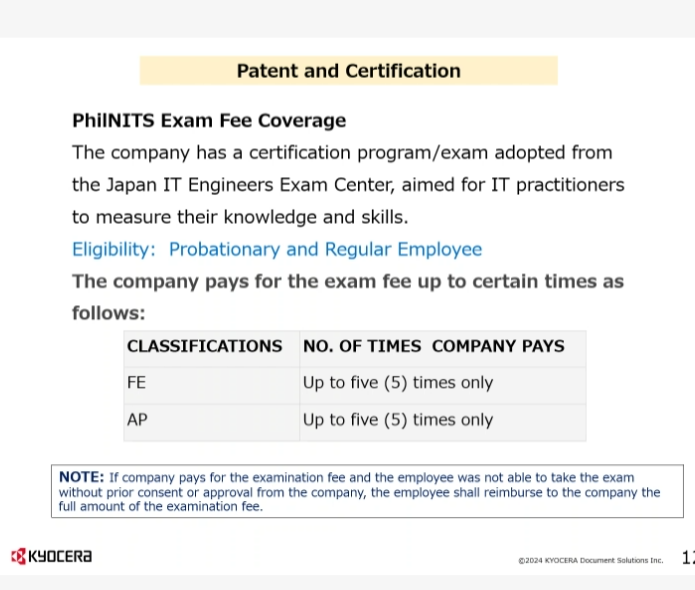 Patent and Certification
PhilNITS Exam Fee Coverage
The company has a certification program/exam adopted from
the Japan IT Engineers Exam Center, aimed for IT practitioners
to measure their knowledge and skills.
Eligibility: Probationary and Regular Employee
The company pays for the exam fee up to certain times as
follows:
CLASSIFICATIONS NO. OF TIMES COMPANY PAYS
FE Up to five (5) times only
AP Up to five (5) times only
NOTE: If company pays for the examination fee and the employee was not able to take the exam
without prior consent or approval from the company, the employee shall reimburse to the company the
full amount of the examination fee.
KYOCERA
©2024 KYOCERA Document Solutions Inc.